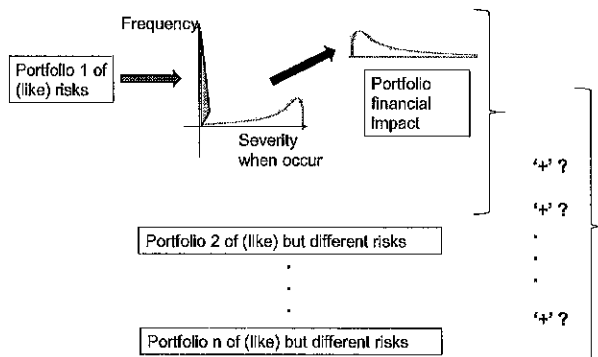 Frequency
Portfolio 1 of
(like) risks
Portfolio
financial
Impact
Severity
when occur
'+' ?
'+' ?
Portfolio 2 of (like) but different risks
'+' ?
Portfolio n of (like) but different risks